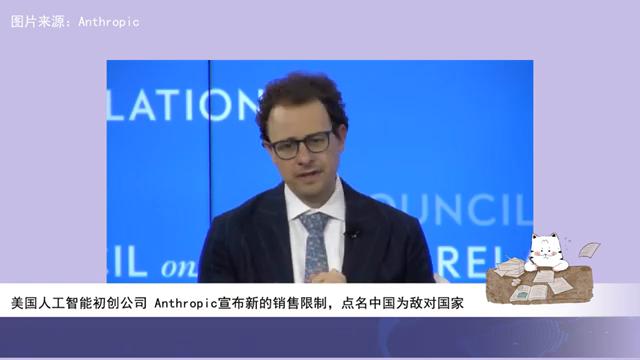 图片来源：Anthropic
LATION
COUNCIL
CIL on
REL
美国人工智能初创公司 Anthropic宣布新的销售限制，点名中国为敌对国家